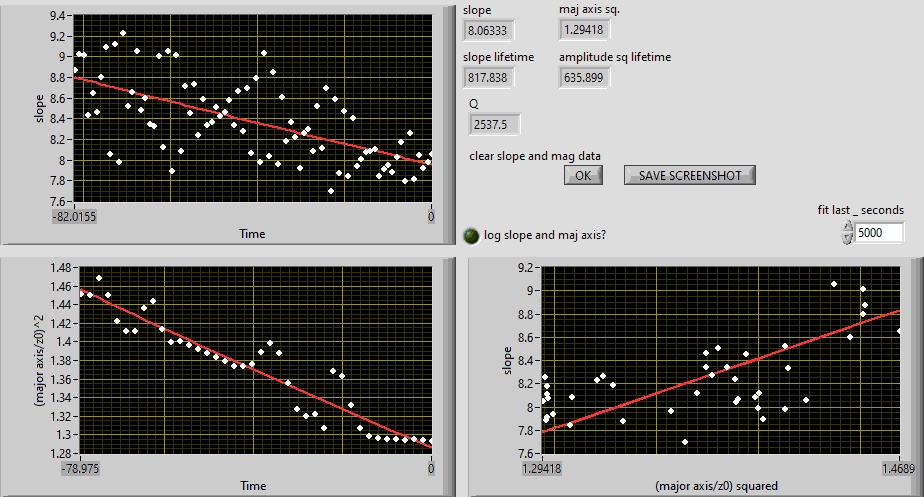 slope
8.06333
maj axis sq.
1.29418
slope lifetime
817.838
amplitude sq lifetime
635.899
Q
2537.5
clear slope and mag data
OK
SAVE SCREENSHOT
fit last _ seconds
5000
log slope and maj axis?
9.4
9.2
9
8.8
8.6
8.4
8.2
8
7.8
7.6
slope
-82.0155
0
Time
1.48
1.46
1.44
1.42
1.4
1.38
1.36
1.34
1.32
1.3
1.28
(major axis/z0)^2
-78.975
0
Time
9.2
9
8.8
8.6
8.4
8.2
8
7.8
7.6
slope
1.29418
1.4689
(major axis/z0) squared